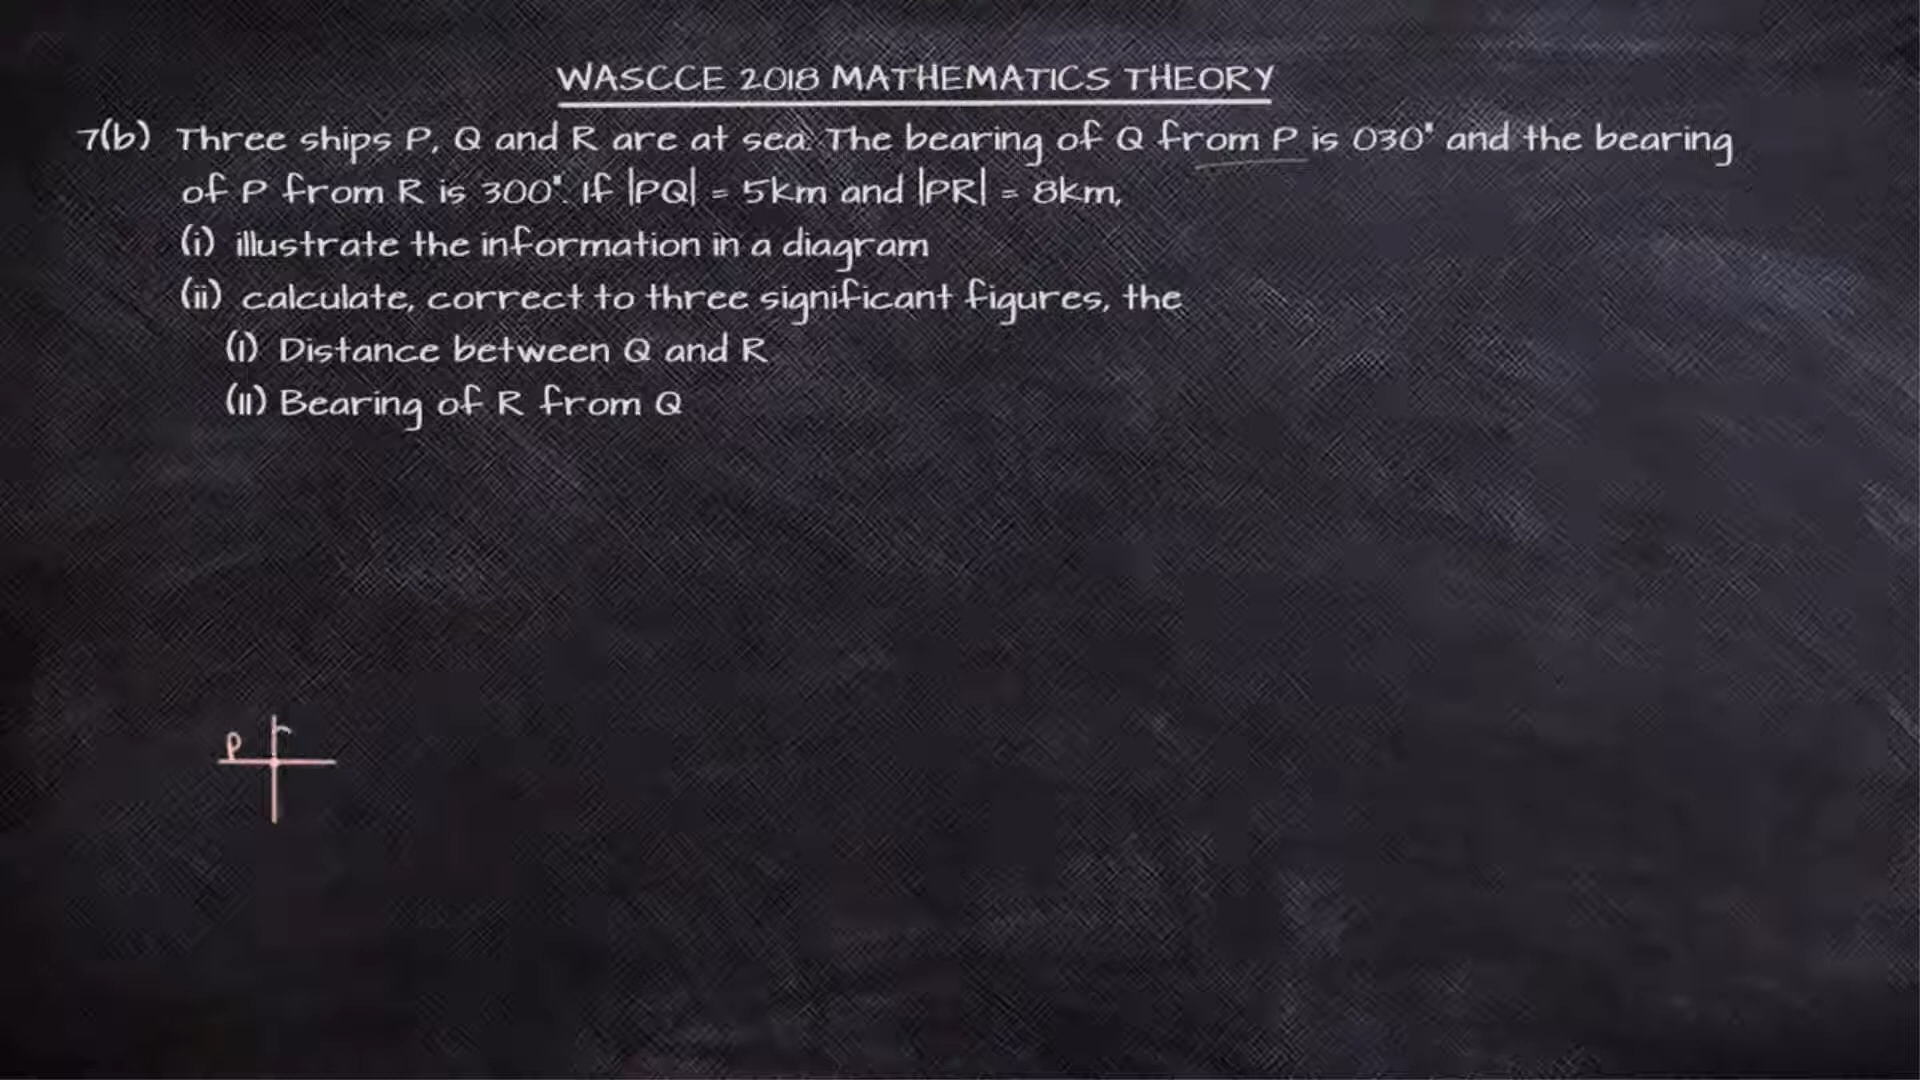 WASCCE 2018 MATHEMATICS THEORY
7(b) Three ships P, Q and R are at sea. The bearing of Q from P is 030° and the bearing
of P from R is 300°. If |PQ| = 5km and |PR| = 8km,
(i) illustrate the information in a diagram
(ii) calculate, correct to three significant figures, the
(I) Distance between Q and R
(II) Bearing of R from Q
P